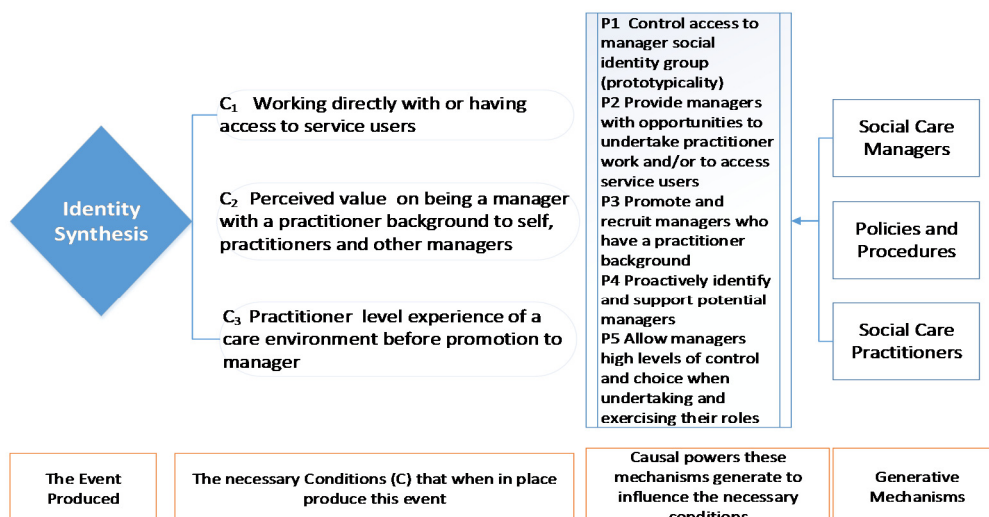 Identity
Synthesis
C₁ Working directly with or having
access to service users
C₂ Perceived value on being a manager
with a practitioner background to self,
practitioners and other managers
C₃ Practitioner level experience of a
care environment before promotion to
manager
P1 Control access to
manager social
identity group
(prototypicality)
P2 Provide managers
with opportunities to
undertake practitioner
work and/or to access
service users
P3 Promote and
recruit managers who
have a practitioner
background
P4 Proactively identify
and support potential
managers
P5 Allow managers
high levels of control
and choice when
undertaking and
exercising their roles
Social Care
Managers
Policies and
Procedures
Social Care
Practitioners
The Event
Produced
The necessary Conditions (C) that when in place
produce this event
Causal powers these
mechanisms generate to
influence the necessary
conditions
Generative
Mechanisms